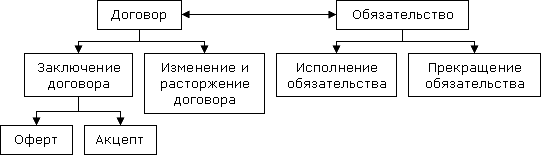 Договор
Обязательство
Заключение
договора
Изменение и
расторжение
договора
Исполнение
обязательства
Прекращение
обязательства
Оферт
Акцепт